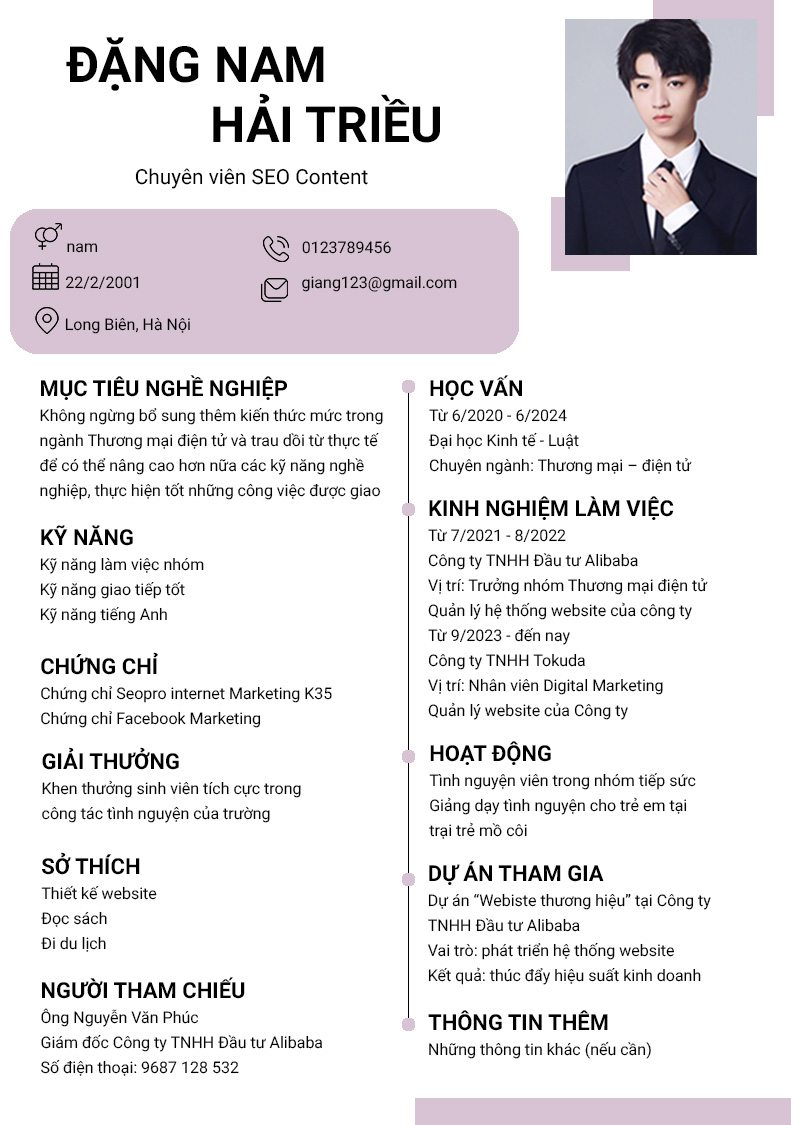 ĐẶNG NAM
HẢI TRIỀU
Chuyên viên SEO Content
nam
22/2/2001
Long Biên, Hà Nội
0123789456
giang123@gmail.com
MỤC TIÊU NGHỀ NGHIỆP
Không ngừng bổ sung thêm kiến thức mức trong
ngành Thương mại điện tử và trau dồi từ thực tế
để có thể nâng cao hơn nữa các kỹ năng nghề
nghiệp, thực hiện tốt những công việc được giao
KỸ NĂNG
Kỹ năng làm việc nhóm
Kỹ năng giao tiếp tốt
Kỹ năng tiếng Anh
CHỨNG CHỈ
Chứng chỉ Seopro internet Marketing K35
Chứng chỉ Facebook Marketing
GIẢI THƯỞNG
Khen thưởng sinh viên tích cực trong
công tác tình nguyện của trường
SỞ THÍCH
Thiết kế website
Đọc sách
Đi du lịch
NGƯỜI THAM CHIẾU
Ông Nguyễn Văn Phúc
Giám đốc Công ty TNHH Đầu tư Alibaba
Số điện thoại: 9687 128 532
HỌC VẤN
Từ 6/2020 - 6/2024
Đại học Kinh tế - Luật
Chuyên ngành: Thương mại – điện tử
KINH NGHIỆM LÀM VIỆC
Từ 7/2021 - 8/2022
Công ty TNHH Đầu tư Alibaba
Vị trí: Trưởng nhóm Thương mại điện tử
Quản lý hệ thống website của công ty
Từ 9/2023 - đến nay
Công ty TNHH Tokuda
Vị trí: Nhân viên Digital Marketing
Quản lý website của Công ty
HOẠT ĐỘNG
Tình nguyện viên trong nhóm tiếp sức
Giảng dạy tình nguyện cho trẻ em tại
trại trẻ mồ côi
DỰ ÁN THAM GIA
Dự án “Webiste thương hiệu” tại Công ty
TNHH Đầu tư Alibaba
Vai trò: phát triển hệ thống website
Kết quả: thúc đẩy hiệu suất kinh doanh
THÔNG TIN THÊM
Những thông tin khác (nếu cần)